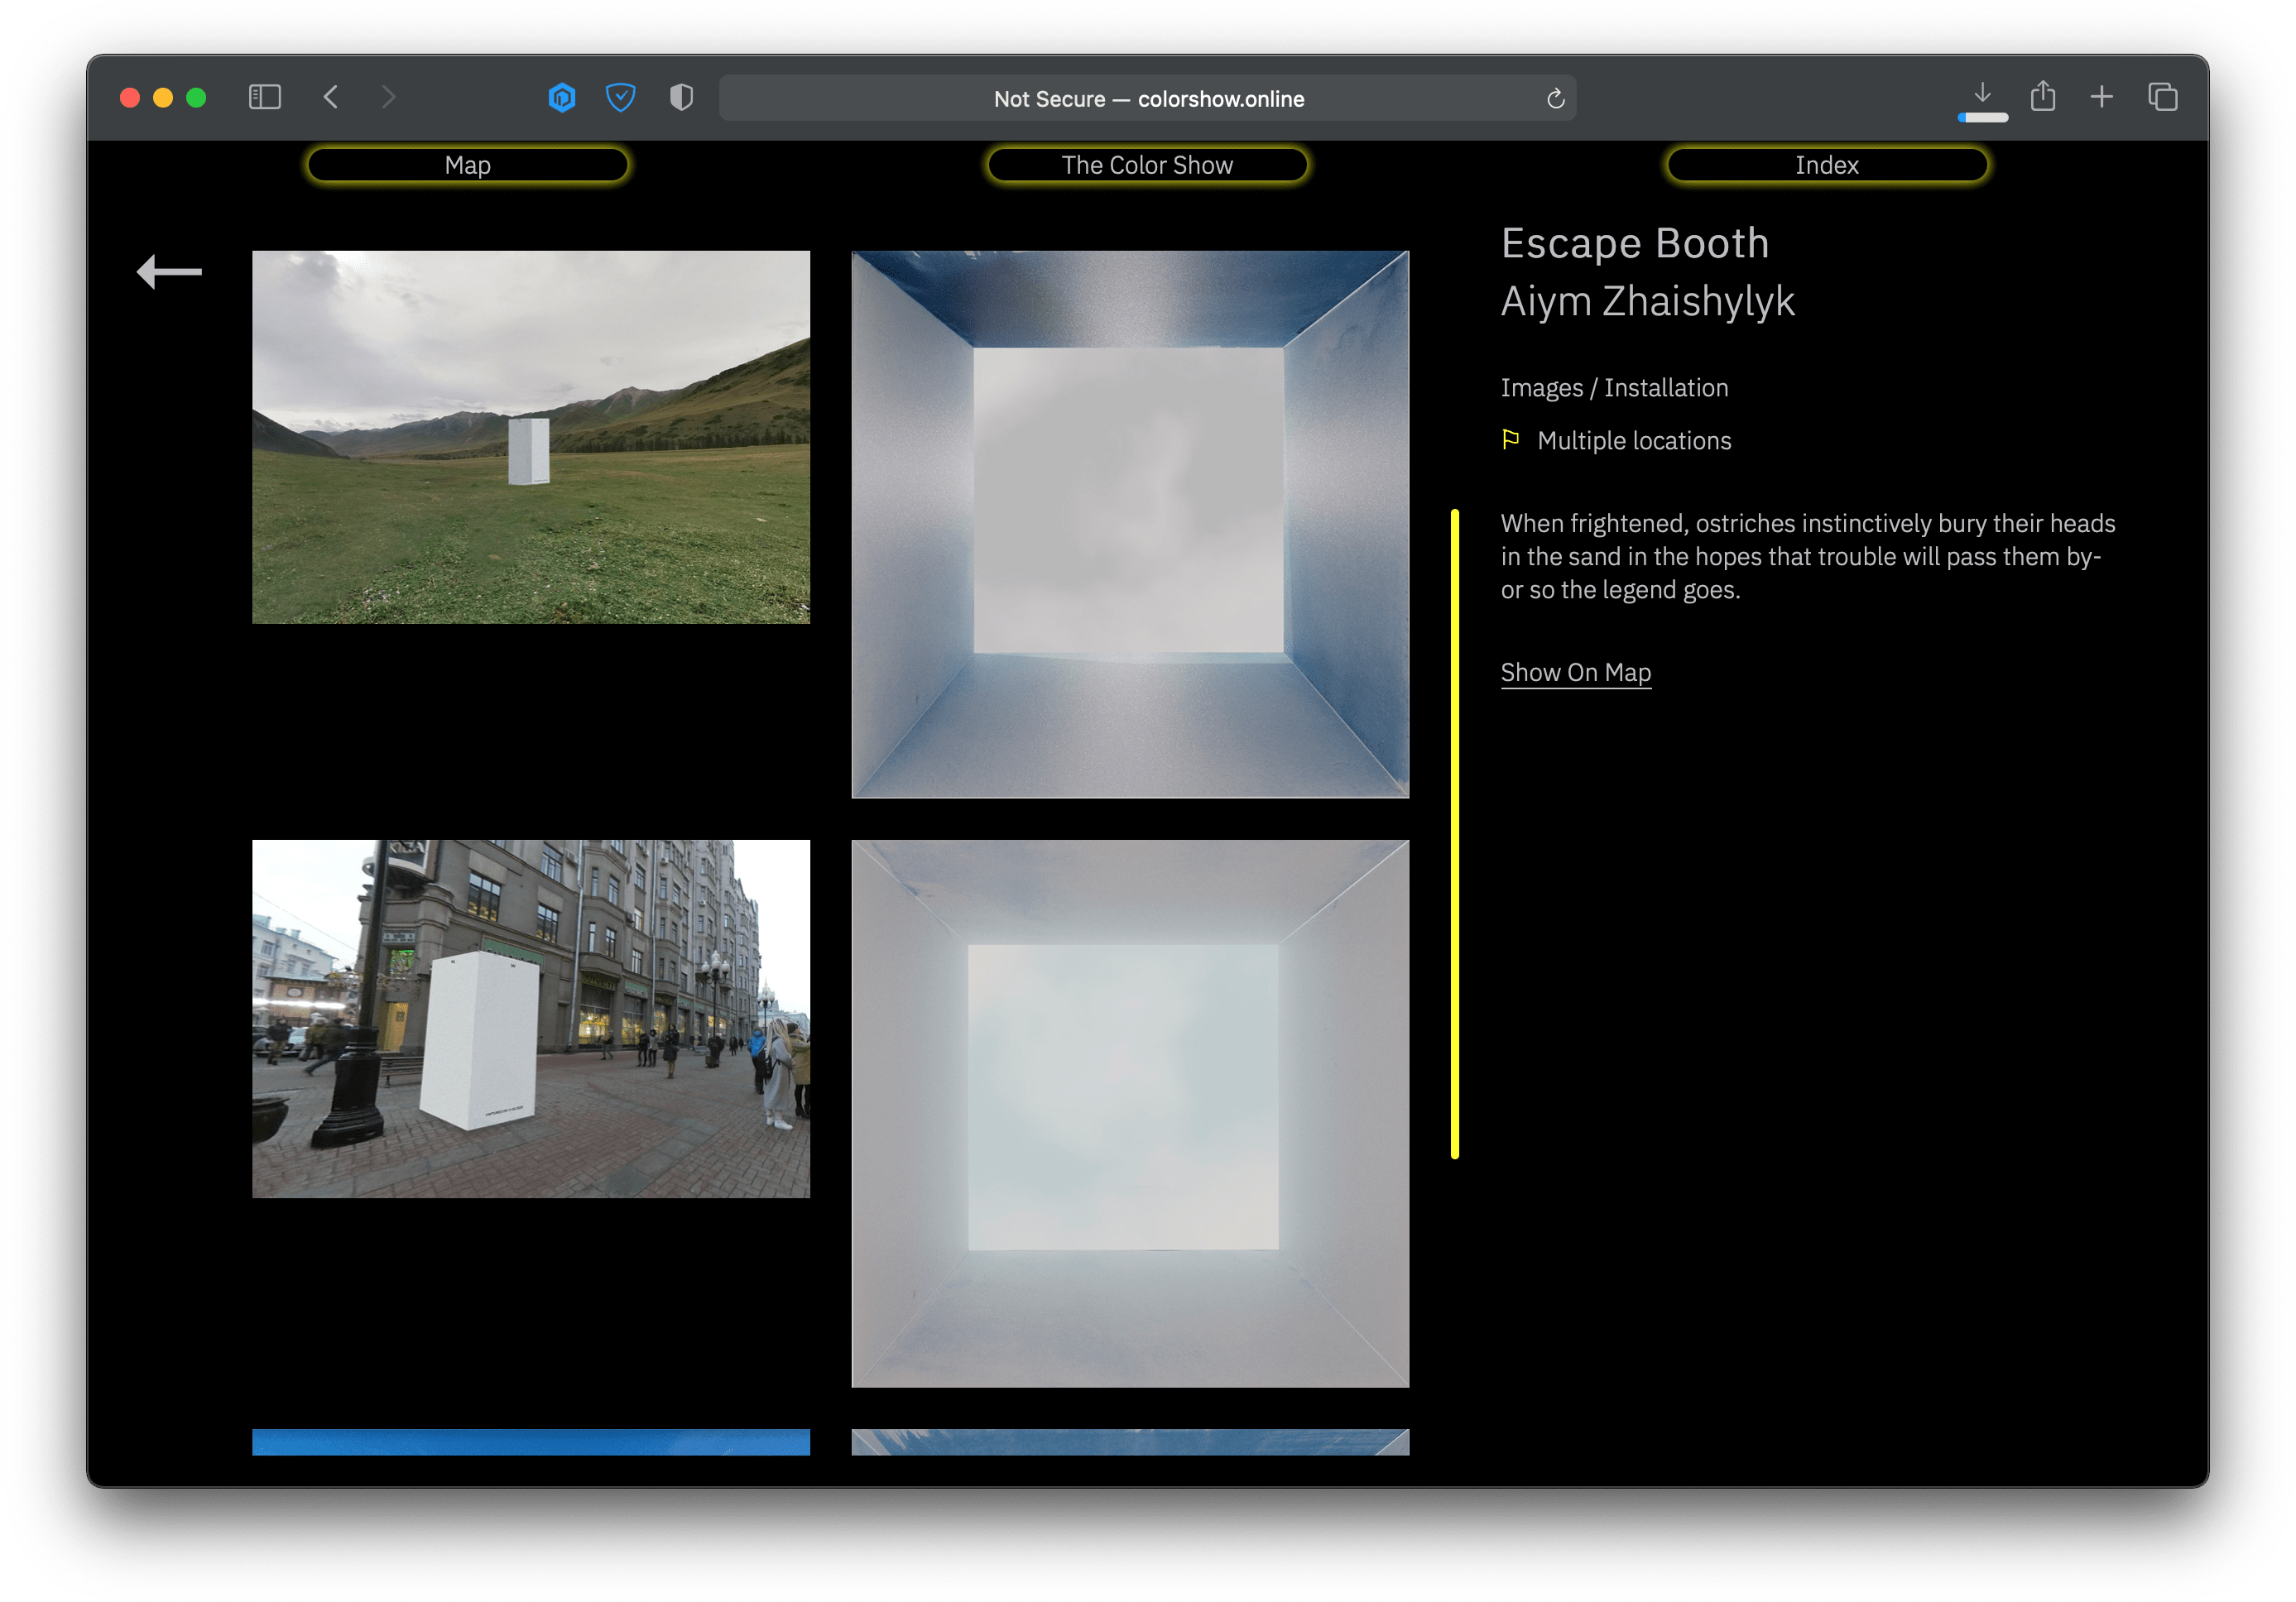 Not Secure — colorshow.online
Map
The Color Show
Index
Escape Booth
Aiym Zhaishylyk
Images / Installation
Multiple locations
When frightened, ostriches instinctively bury their heads
in the sand in the hopes that trouble will pass them by-
or so the legend goes.
Show On Map